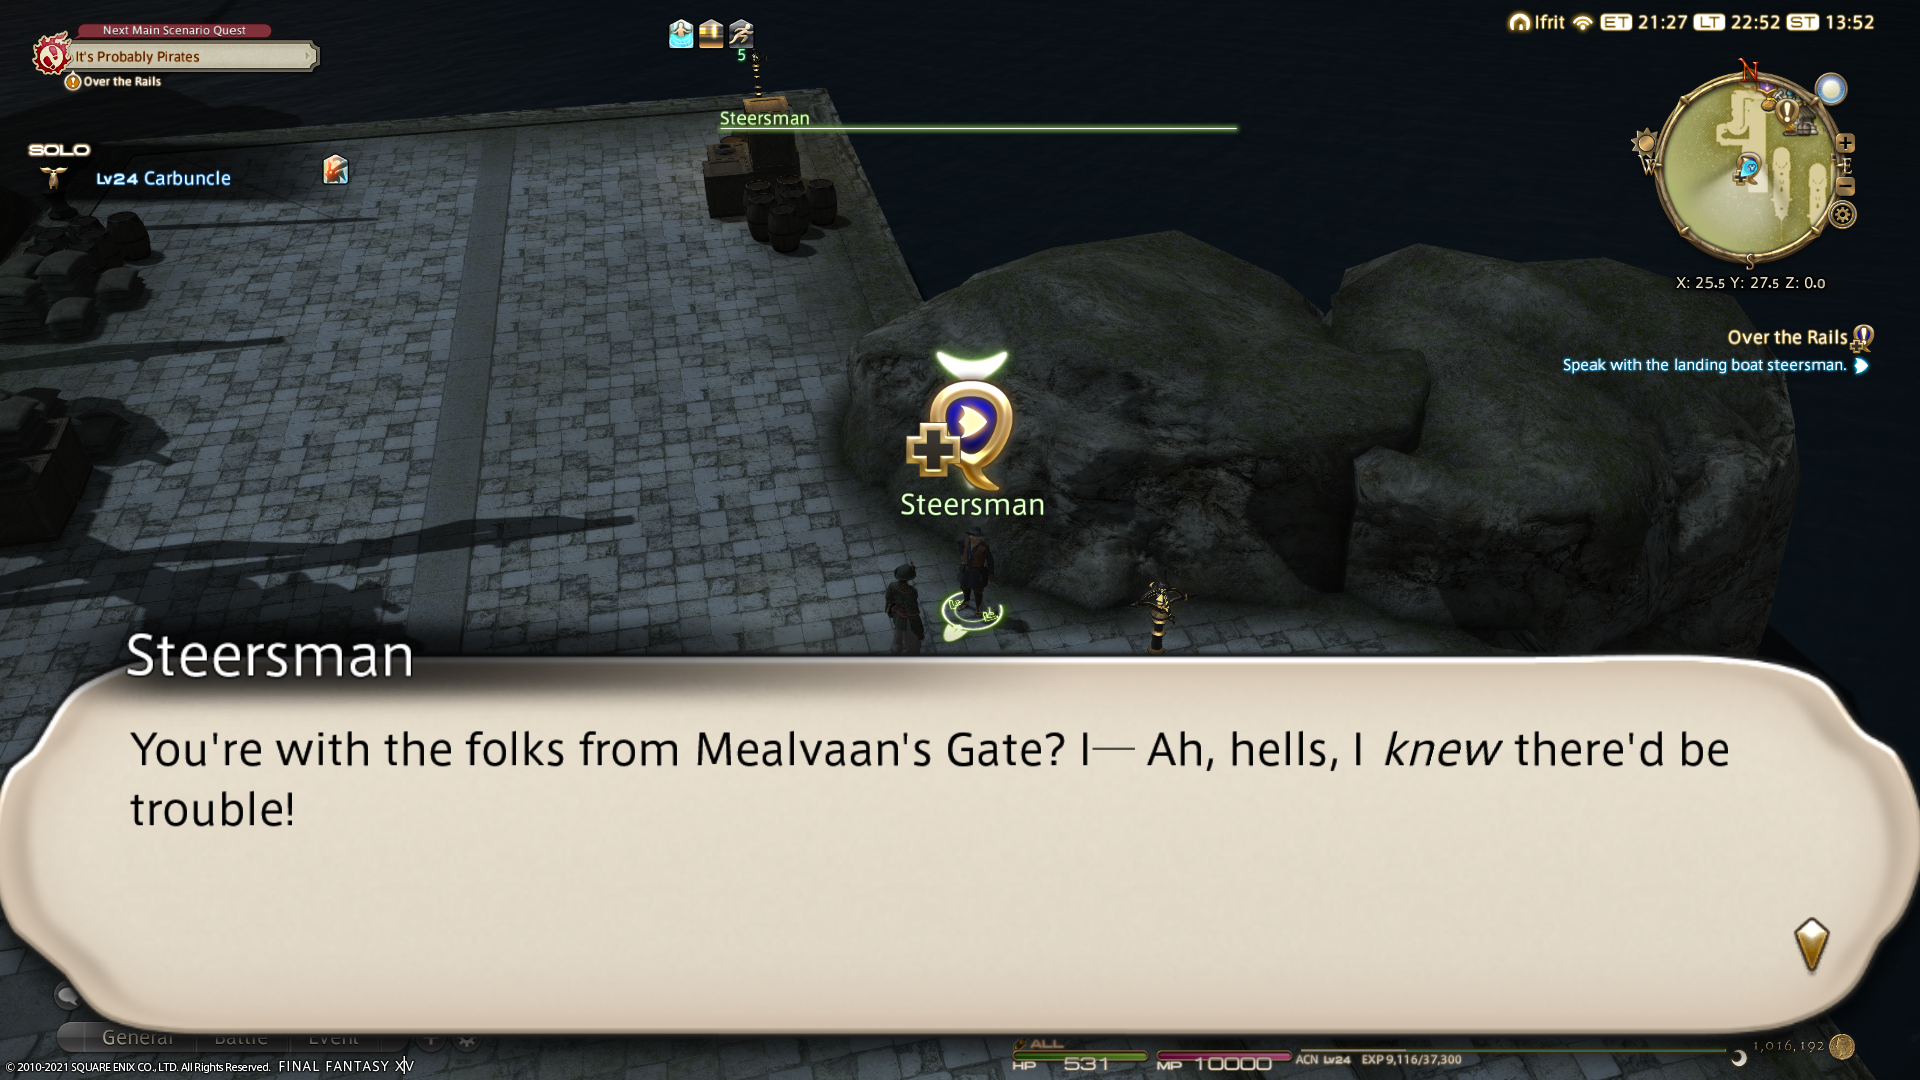 Next Main Scenario Quest
It's Probably Pirates
Over the Rails
SOLO
Lv24 Carbuncle
5
Steersman
Ifrit ET 21:27 LT 22:52 ST 13:52
N
W
E
S
X: 25.5 Y: 27.5 Z: 0.0
Over the Rails
Speak with the landing boat steersman.
Steersman
Steersman
You're with the folks from Mealvaan's Gate? I— Ah, hells, I knew there'd be
trouble!
General Battle Event
ALL
HP 531 MP 10000 ACN Lv24 EXP 9,116/37,300
1,016,192
© 2010-2021 SQUARE ENIX CO., LTD. All Rights Reserved. FINAL FANTASY XIV